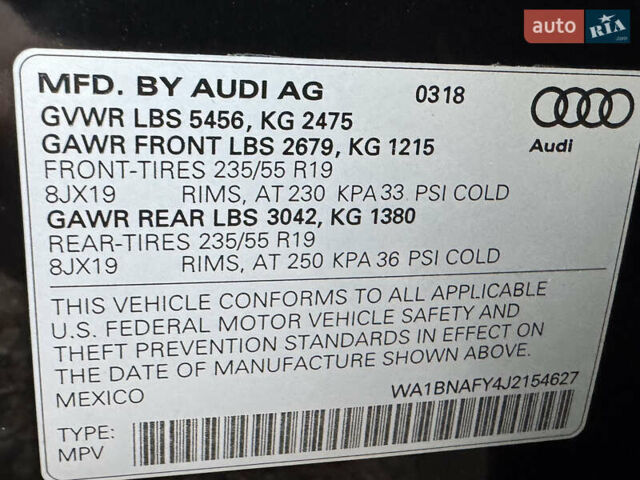 auto RIA .com
MFD. BY AUDI AG 0318
GVWR LBS 5456, KG 2475
GAWR FRONT LBS 2679, KG 1215 Audi
FRONT-TIRES 235/55 R19
8JX19 RIMS, AT 230 KPA 33 PSI COLD
GAWR REAR LBS 3042, KG 1380
REAR-TIRES 235/55 R19
8JX19 RIMS, AT 250 KPA 36 PSI COLD
THIS VEHICLE CONFORMS TO ALL APPLICABLE
U.S. FEDERAL MOTOR VEHICLE SAFETY AND
THEFT PREVENTION STANDARDS IN EFFECT ON
THE DATE OF MANUFACTURE SHOWN ABOVE.
MEXICO WA1BNAFY4J2154627
TYPE:
MPV